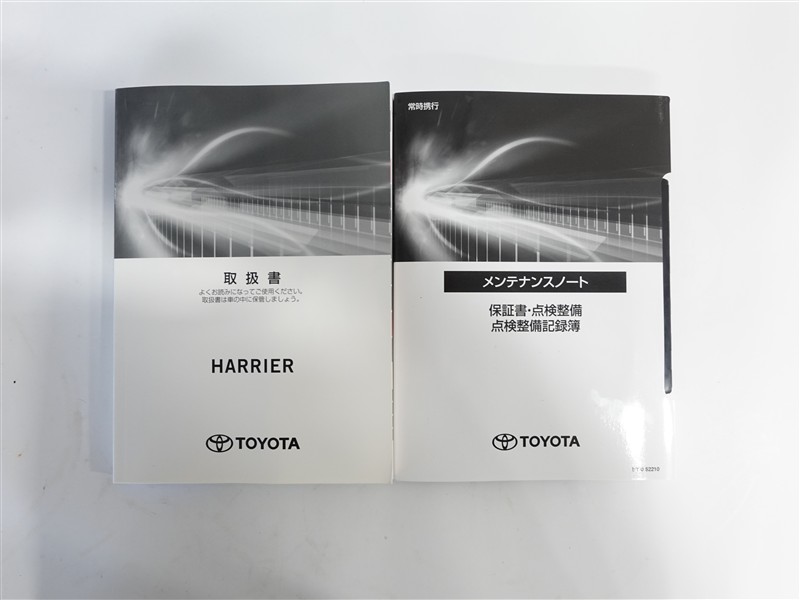 取扱書
よくお読みになってご使用ください。
取扱書は車の中に保管しましょう。
HARRIER
TOYOTA
常時携行
メンテナンスノート
保証書・点検整備
点検整備記録簿
TOYOTA
52210